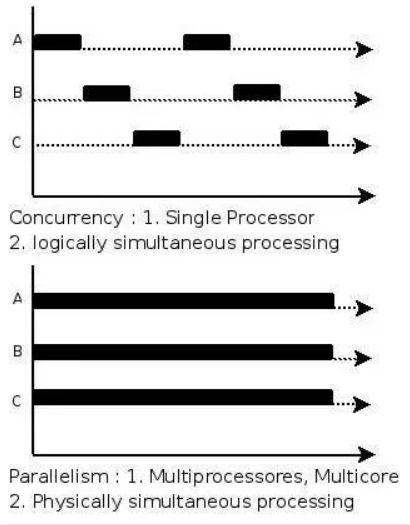 A
B
C
Concurrency : 1. Single Processor
2. logically simultaneous processing
A
B
C
Parallelism : 1. Multiprocessores, Multicore
2. Physically simultaneous processing